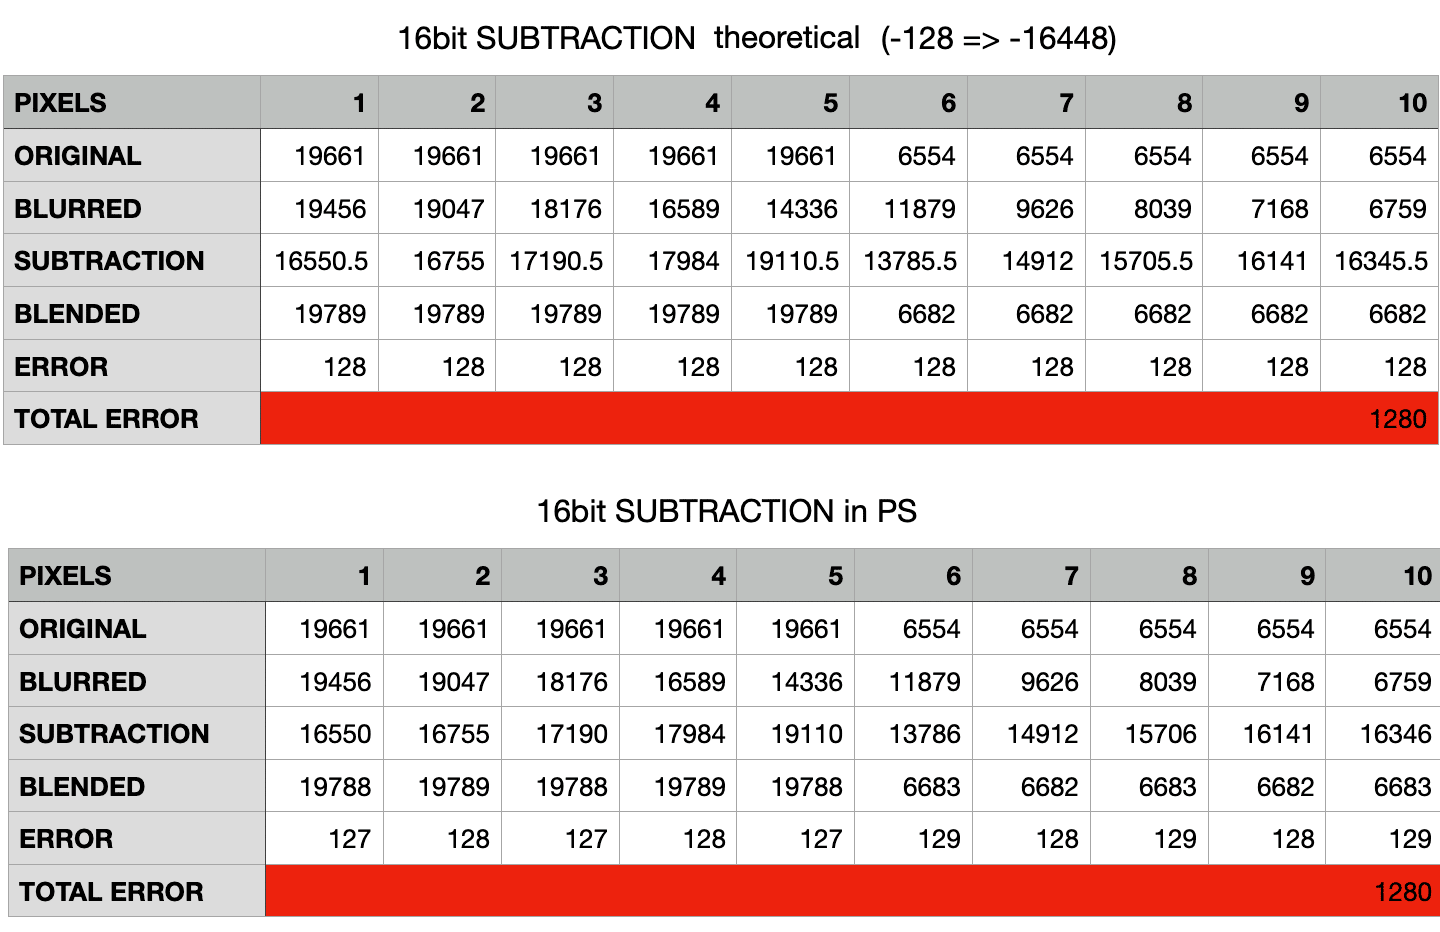 16bit SUBTRACTION theoretical (-128 => -16448)
PIXELS 1 2 3 4 5 6 7 8 9 10
ORIGINAL 19661 19661 19661 19661 19661 6554 6554 6554 6554 6554
BLURRED 19456 19047 18176 16589 14336 11879 9626 8039 7168 6759
SUBTRACTION 16550.5 16755 17190.5 17984 19110.5 13785.5 14912 15705.5 16141 16345.5
BLENDED 19789 19789 19789 19789 19789 6682 6682 6682 6682 6682
ERROR 128 128 128 128 128 128 128 128 128 128
TOTAL ERROR 1280
16bit SUBTRACTION in PS
PIXELS 1 2 3 4 5 6 7 8 9 10
ORIGINAL 19661 19661 19661 19661 19661 6554 6554 6554 6554 6554
BLURRED 19456 19047 18176 16589 14336 11879 9626 8039 7168 6759
SUBTRACTION 16550 16755 17190 17984 19110 13786 14912 15706 16141 16346
BLENDED 19788 19789 19788 19789 19788 6683 6682 6683 6682 6683
ERROR 127 128 127 128 127 129 128 129 128 129
TOTAL ERROR 1280